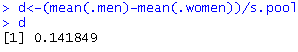 > d<-(mean(.men)-mean(.women))/s.pool
> d
[1] 0.141849